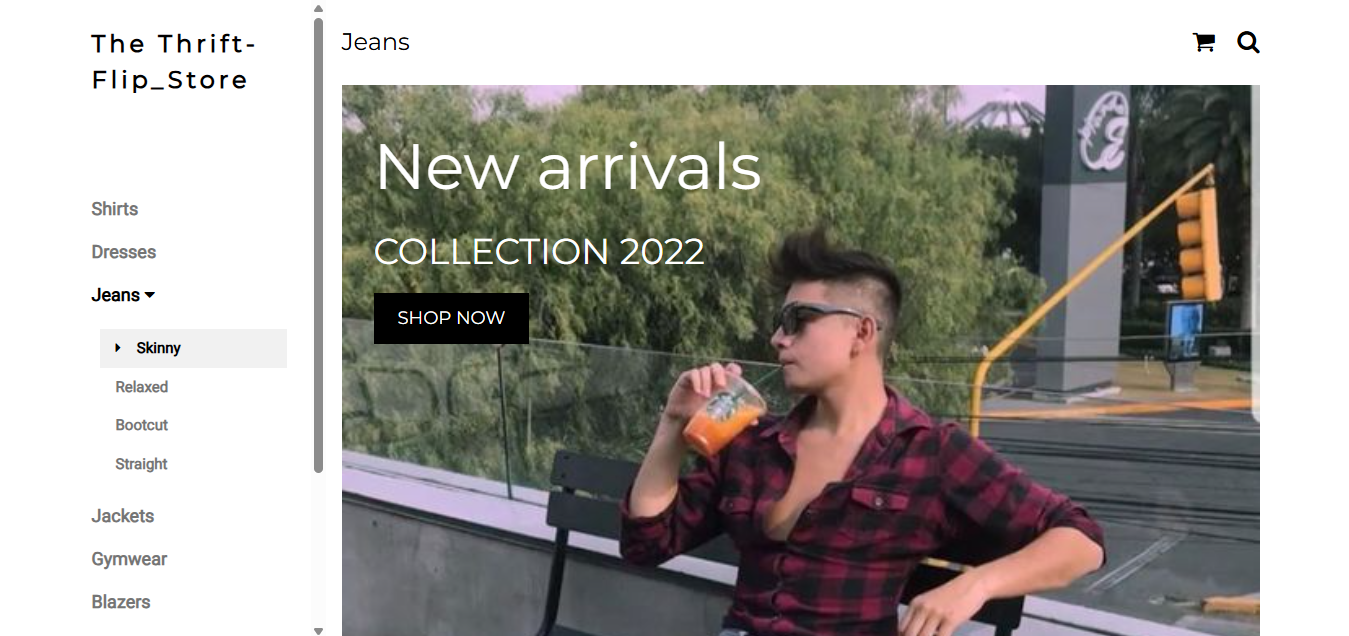 The Thrift-
Flip_Store
Shirts
Dresses
Jeans
Skinny
Relaxed
Bootcut
Straight
Jackets
Gymwear
Blazers
Jeans
New arrivals
COLLECTION 2022
SHOP NOW